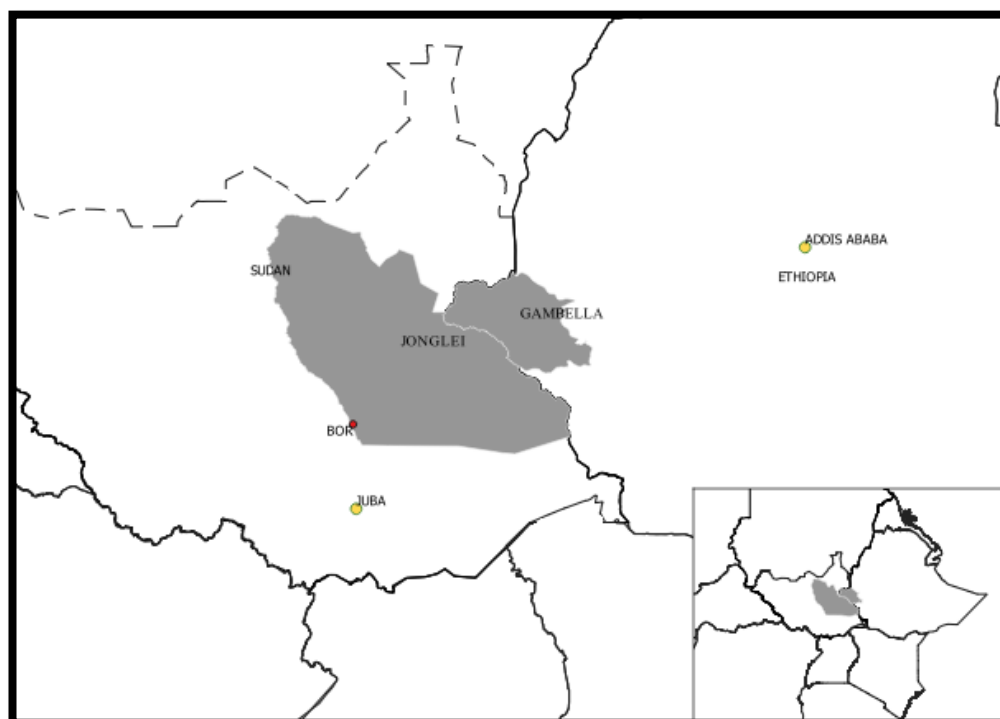 ADDIS ABABA
SUDAN
ETHIOPIA
GAMBELLA
JONGLEI
BOR
JUBA